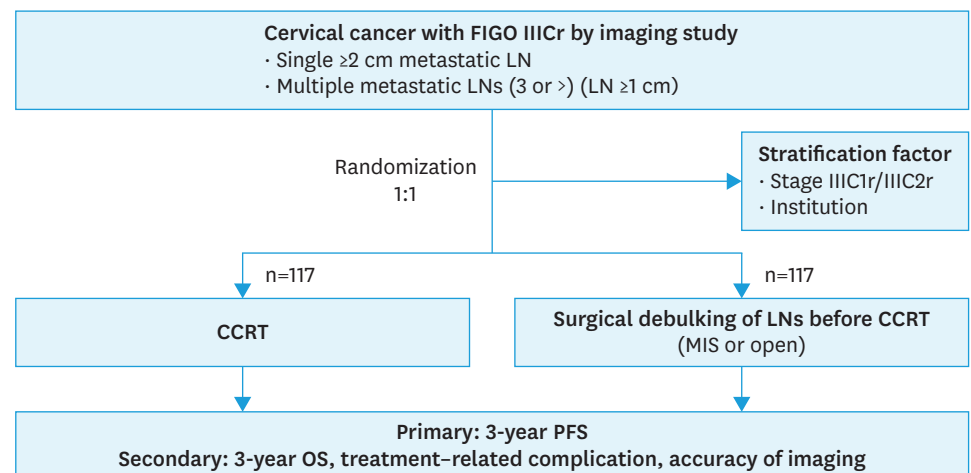 Cervical cancer with FIGO IIICr by imaging study
· Single ≥2 cm metastatic LN
· Multiple metastatic LNs (3 or >) (LN ≥1 cm)
Randomization
1:1
Stratification factor
· Stage IIIC1r/IIIC2r
· Institution
n=117
n=117
CCRT
Surgical debulking of LNs before CCRT
(MIS or open)
Primary: 3-year PFS
Secondary: 3-year OS, treatment–related complication, accuracy of imaging